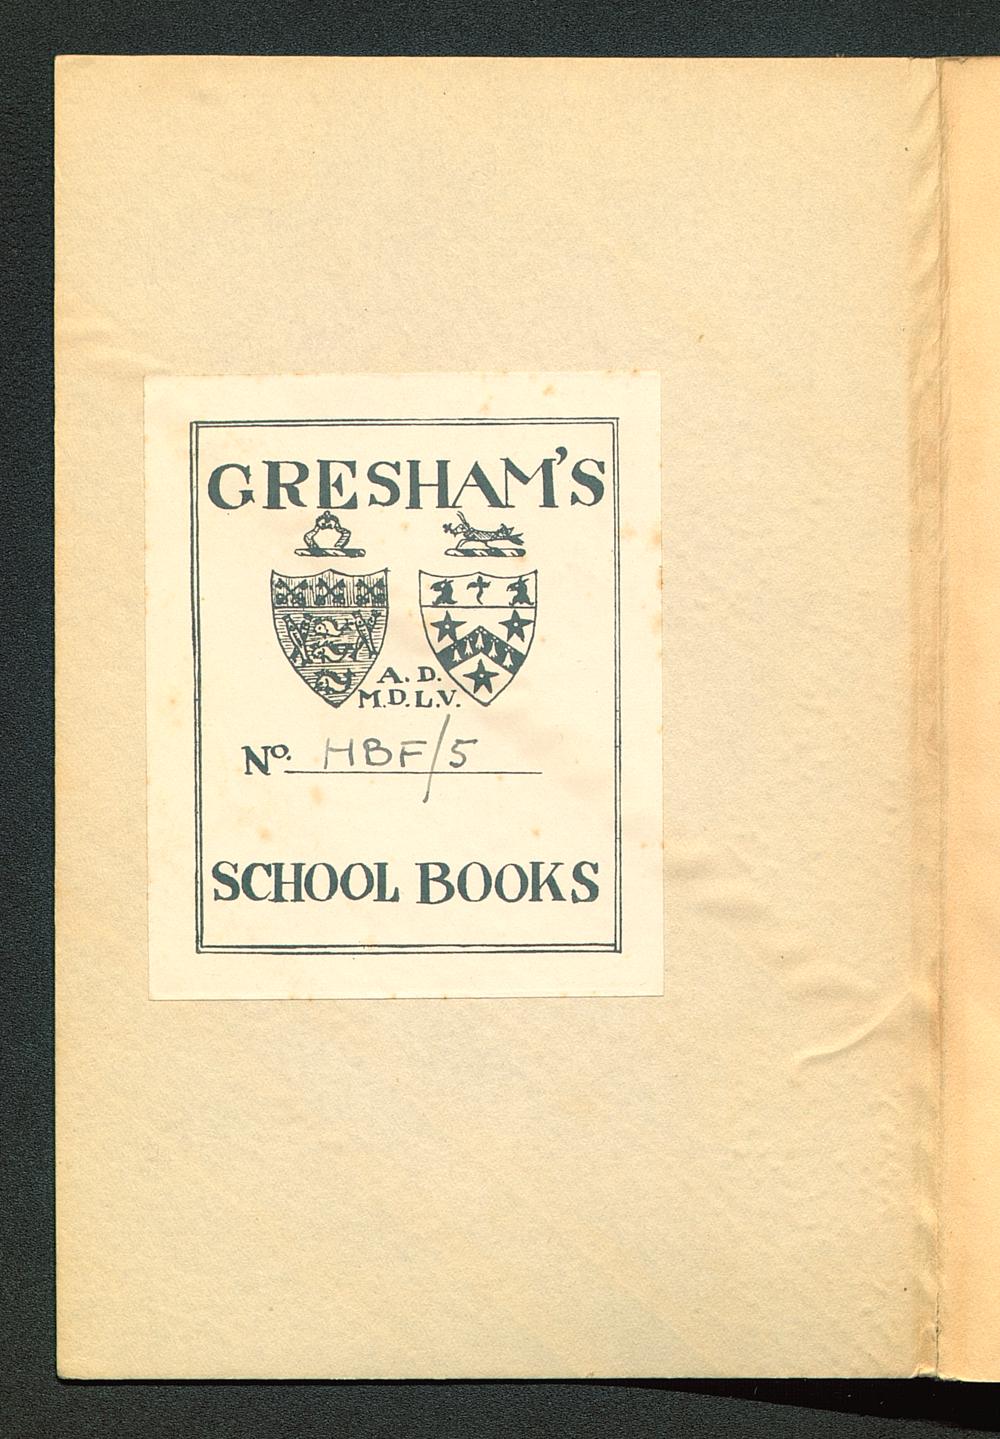 GRESHAM'S
A. D.
M.D.L.V.
No. HBF/5
SCHOOL BOOKS